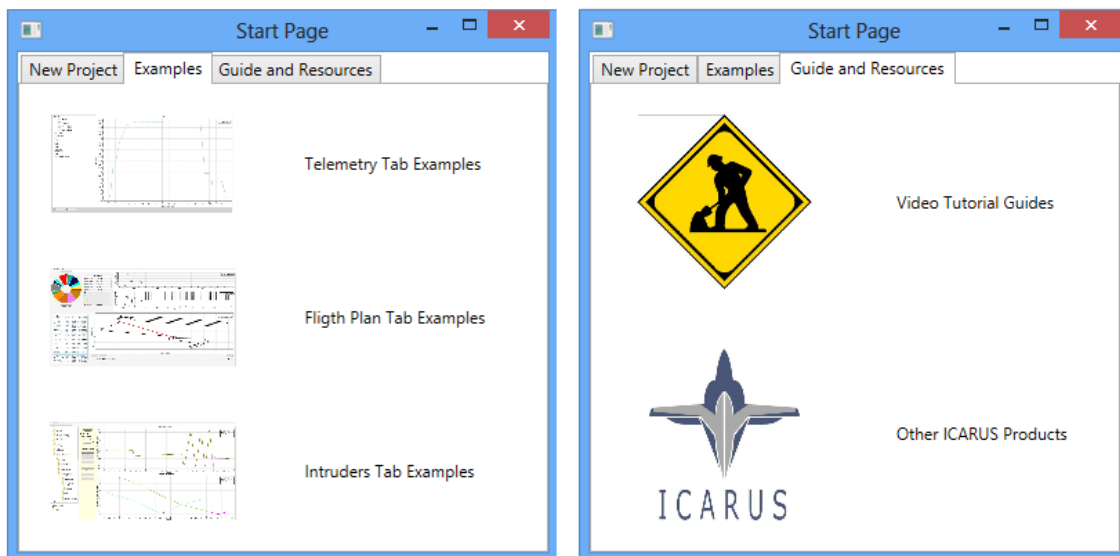 Start Page
New Project Examples Guide and Resources
Telemetry Tab Examples
Fligth Plan Tab Examples
Intruders Tab Examples
Start Page
New Project Examples Guide and Resources
Video Tutorial Guides
Other ICARUS Products
ICARUS